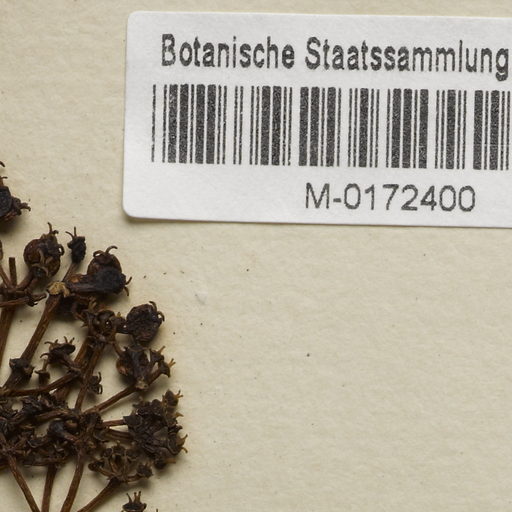 Botanische Staatssammlung
M-0172400